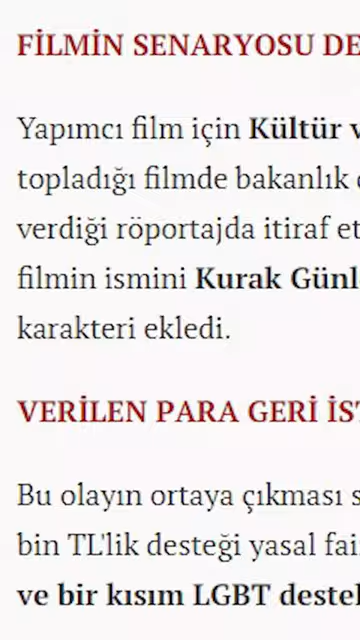 FİLMİN SENARYOSU DE
Yapımcı film için Kültür v
topladığı filmde bakanlık
verdiği röportajda itiraf et
filmin ismini Kurak Günl
karakteri ekledi.
VERİLEN PARA GERİ İST
Bu olayın ortaya çıkması s
bin TL'lik desteği yasal fai
ve bir kısım LGBT destek